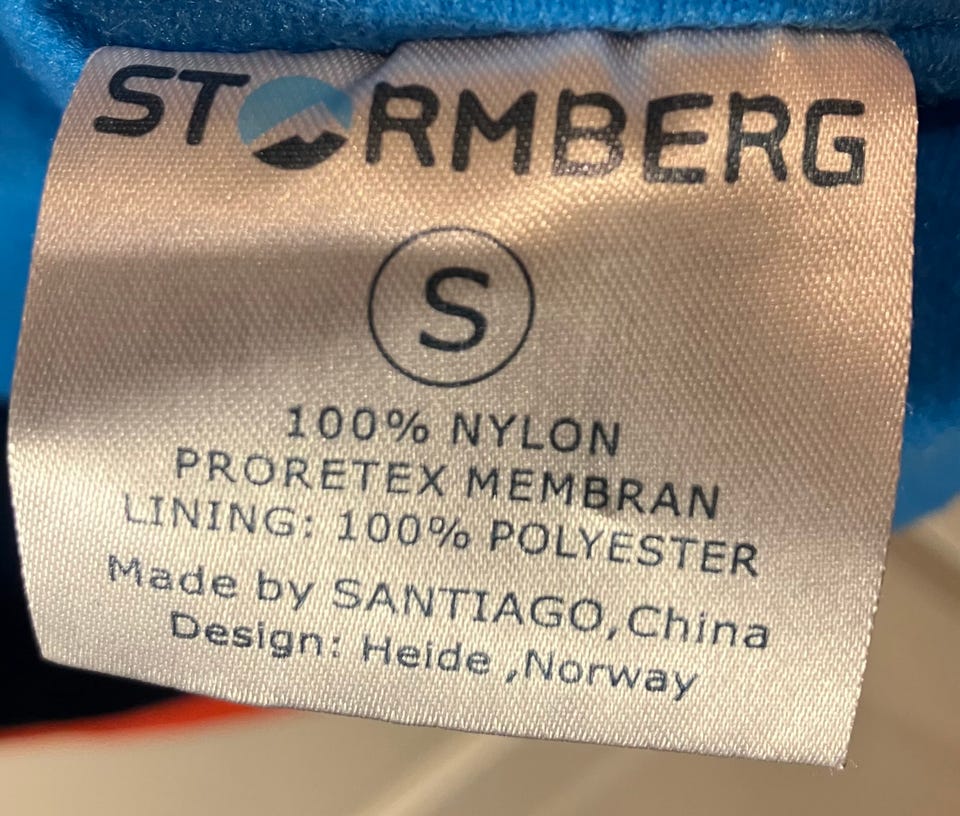 STORMBERG
S
100% NYLON
PRORETEX MEMBRAN
LINING: 100% POLYESTER
Made by SANTIAGO,China
Design: Heide ,Norway